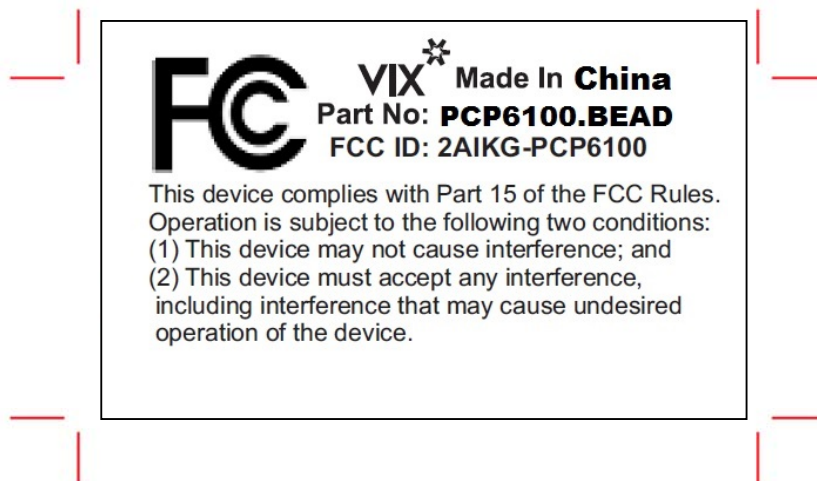 FCC
VIX Made In China
Part No: PCP6100.BEAD
FCC ID: 2AIKG-PCP6100
This device complies with Part 15 of the FCC Rules.
Operation is subject to the following two conditions:
(1) This device may not cause interference; and
(2) This device must accept any interference,
including interference that may cause undesired
operation of the device.